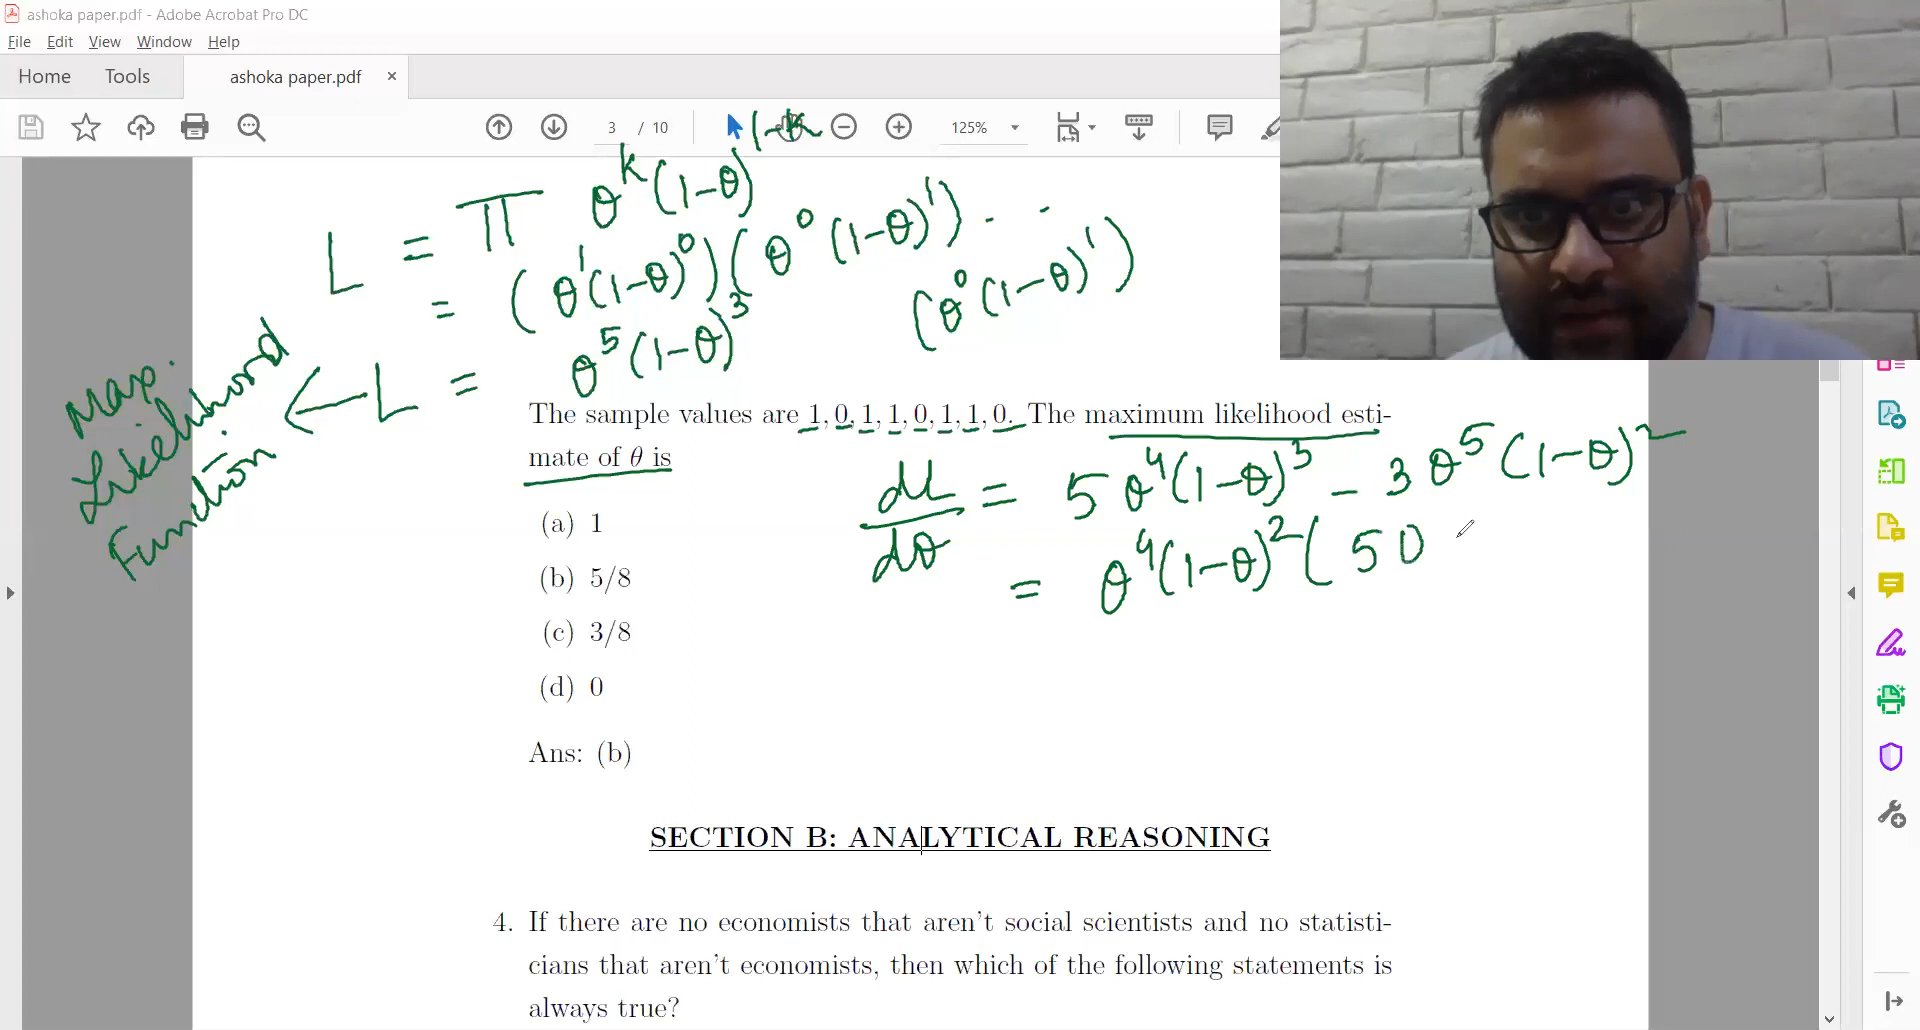 ashoka paper.pdf - Adobe Acrobat Pro DC
File Edit View Window Help
Home Tools ashoka paper.pdf ×
3 / 10 125%
L = Π θ^k (1-θ)^{1-k}
= (θ^1 (1-θ)^0)(θ^0 (1-θ)^1) . .
(θ^0 (1-θ)^1)
Max. Likelihood Function ← L = θ^5 (1-θ)^3
The sample values are 1, 0, 1, 1, 0, 1, 1, 0. The maximum likelihood esti-
mate of θ is
dL/dθ = 5 θ^4 (1-θ)^3 - 3 θ^5 (1-θ)^2
= θ^4 (1-θ)^2 ( 5 0
(a) 1
(b) 5/8
(c) 3/8
(d) 0
Ans: (b)
SECTION B: ANALYTICAL REASONING
4. If there are no economists that aren't social scientists and no statisti-
cians that aren't economists, then which of the following statements is
always true?